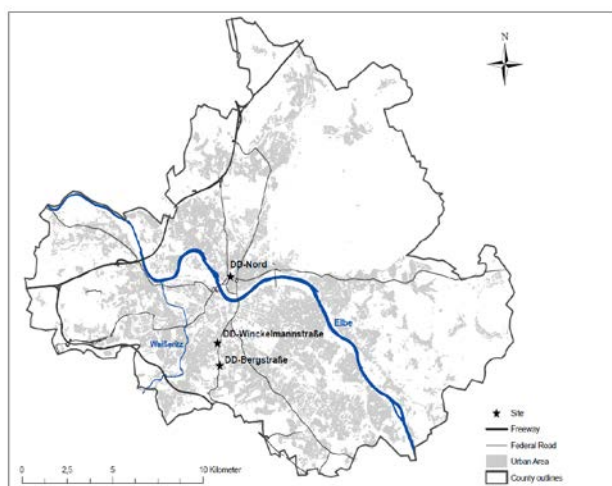 N
DD-Nord
Elbe
DD-Winckelmannstraße
Weißeritz
DD-Bergstraße
Site
Freeway
Federal Road
Urban Area
County outlines
0 2,5 5 10 Kilometer